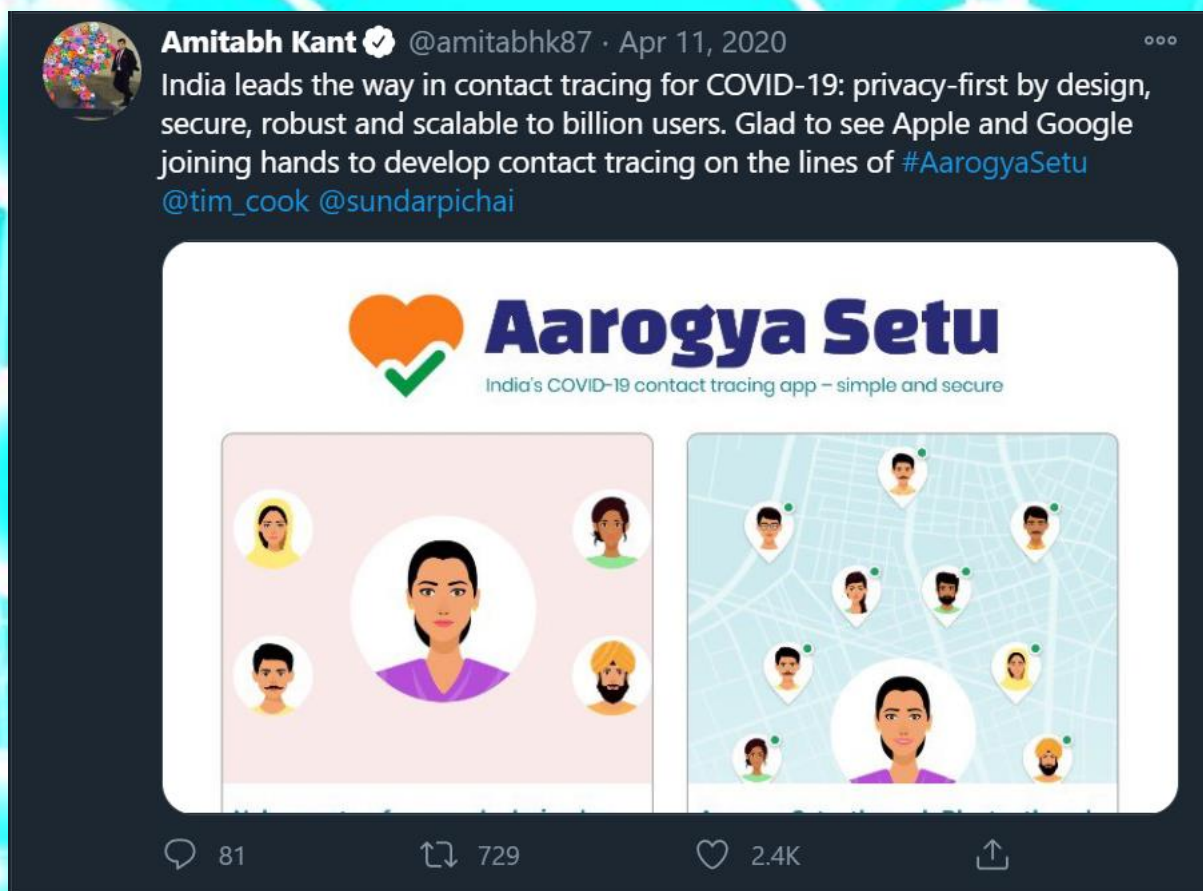 Amitabh Kant @amitabhk87 · Apr 11, 2020
India leads the way in contact tracing for COVID-19: privacy-first by design,
secure, robust and scalable to billion users. Glad to see Apple and Google
joining hands to develop contact tracing on the lines of #AarogyaSetu
@tim_cook @sundarpichai
Aarogya Setu
India's COVID-19 contact tracing app – simple and secure
81 729 2.4K